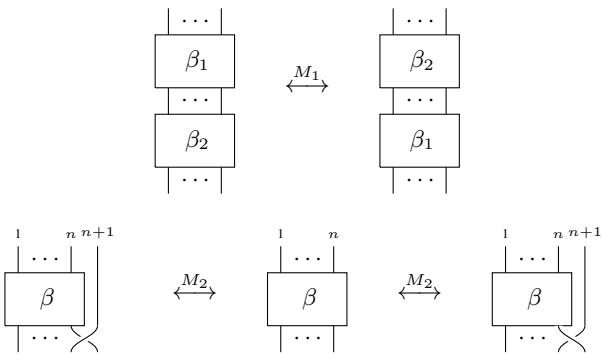 ⋯ ⋯
β₁ M₁ β₂
⋯ ⟷ ⋯
β₂ β₁
⋯ ⋯
1 n n+1 1 n 1 n n+1
⋯ ⋯ ⋯
β M₂ β M₂ β
⋯ ⟷ ⋯ ⟷ ⋯